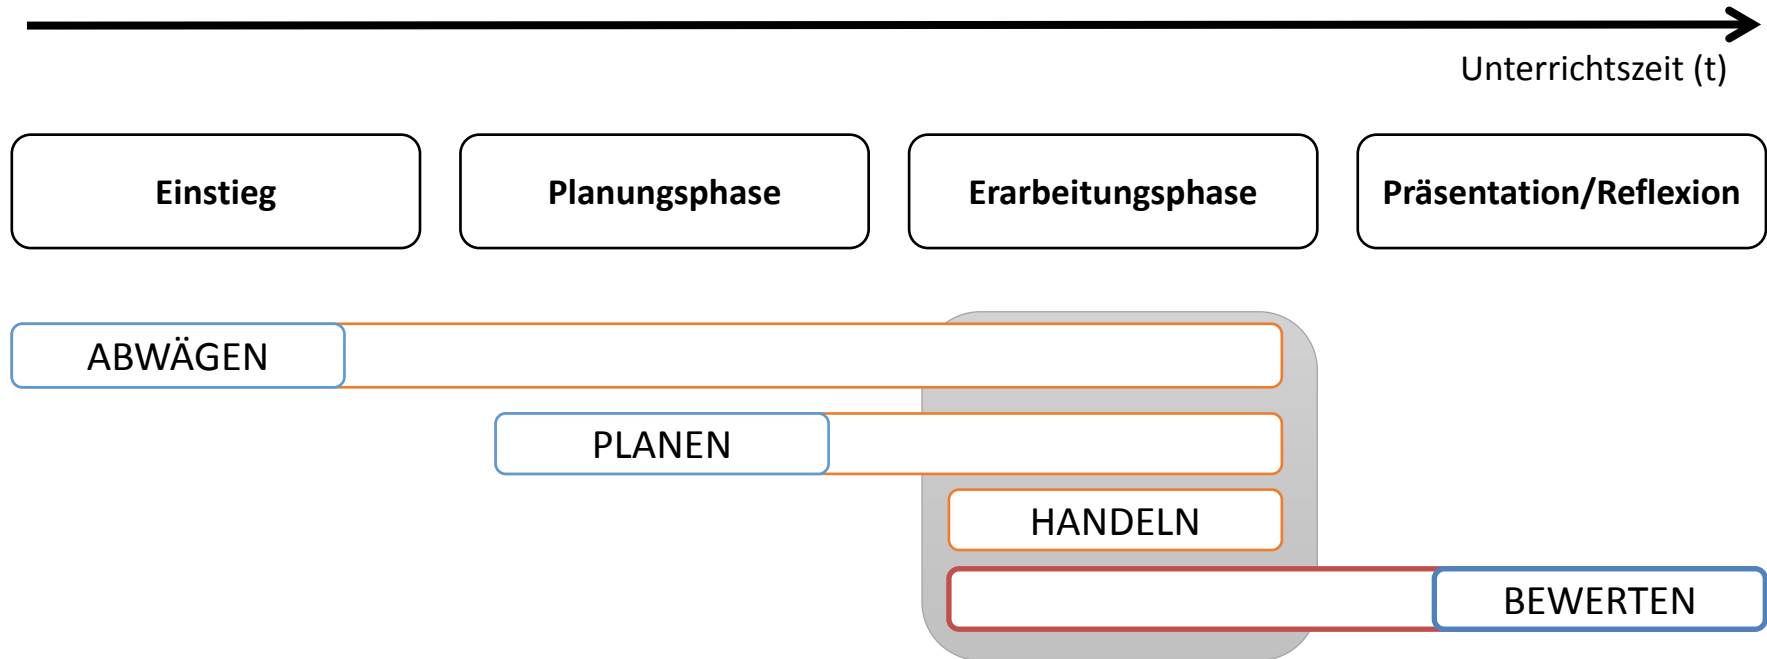 Unterrichtszeit (t)
Einstieg
Planungsphase
Erarbeitungsphase
Präsentation/Reflexion
ABWÄGEN
PLANEN
HANDELN
BEWERTEN